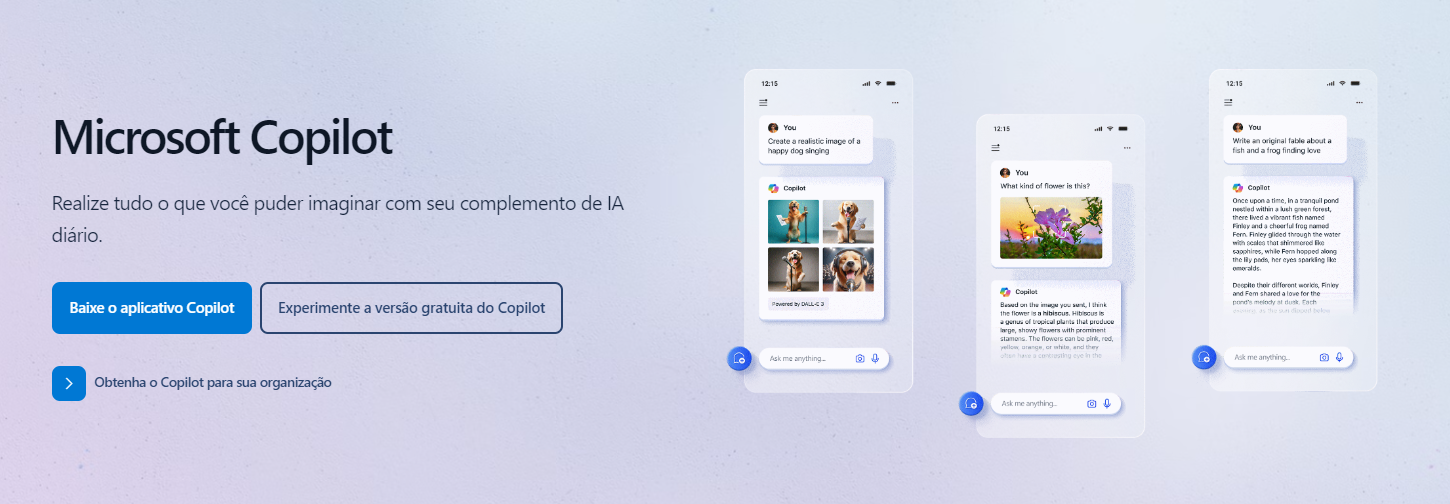 Microsoft Copilot
Realize tudo o que você puder imaginar com seu complemento de IA
diário.
Baixe o aplicativo Copilot
Experimente a versão gratuita do Copilot
Obtenha o Copilot para sua organização
12:15
You
Create a realistic image of a
happy dog singing
Copilot
Powered by DALL-E 3
Ask me anything...
12:15
You
What kind of flower is this?
Copilot
Based on the image you sent, I think
the flower is a hibiscus. Hibiscus is
a genus of tropical plants that produce
large, showy flowers with prominent
stamens. The flowers can be pink, red,
yellow, orange, or white, and they
often have a contrasting eye in the
Ask me anything...
12:15
You
Write an original fable about a
fish and a frog finding love
Copilot
Once upon a time, in a tranquil pond
nestled within a lush green forest,
there lived a vibrant fish named
Finley and a cheerful frog named
Fern. Finley glided through the water
with scales that shimmered like
sapphires, while Fern hopped along
the lily pads, her eyes sparkling like
emeralds.
Despite their different worlds, Finley
and Fern shared a love for the
pond's melody at dusk. Each
evening, as the sun dipped below
Ask me anything...